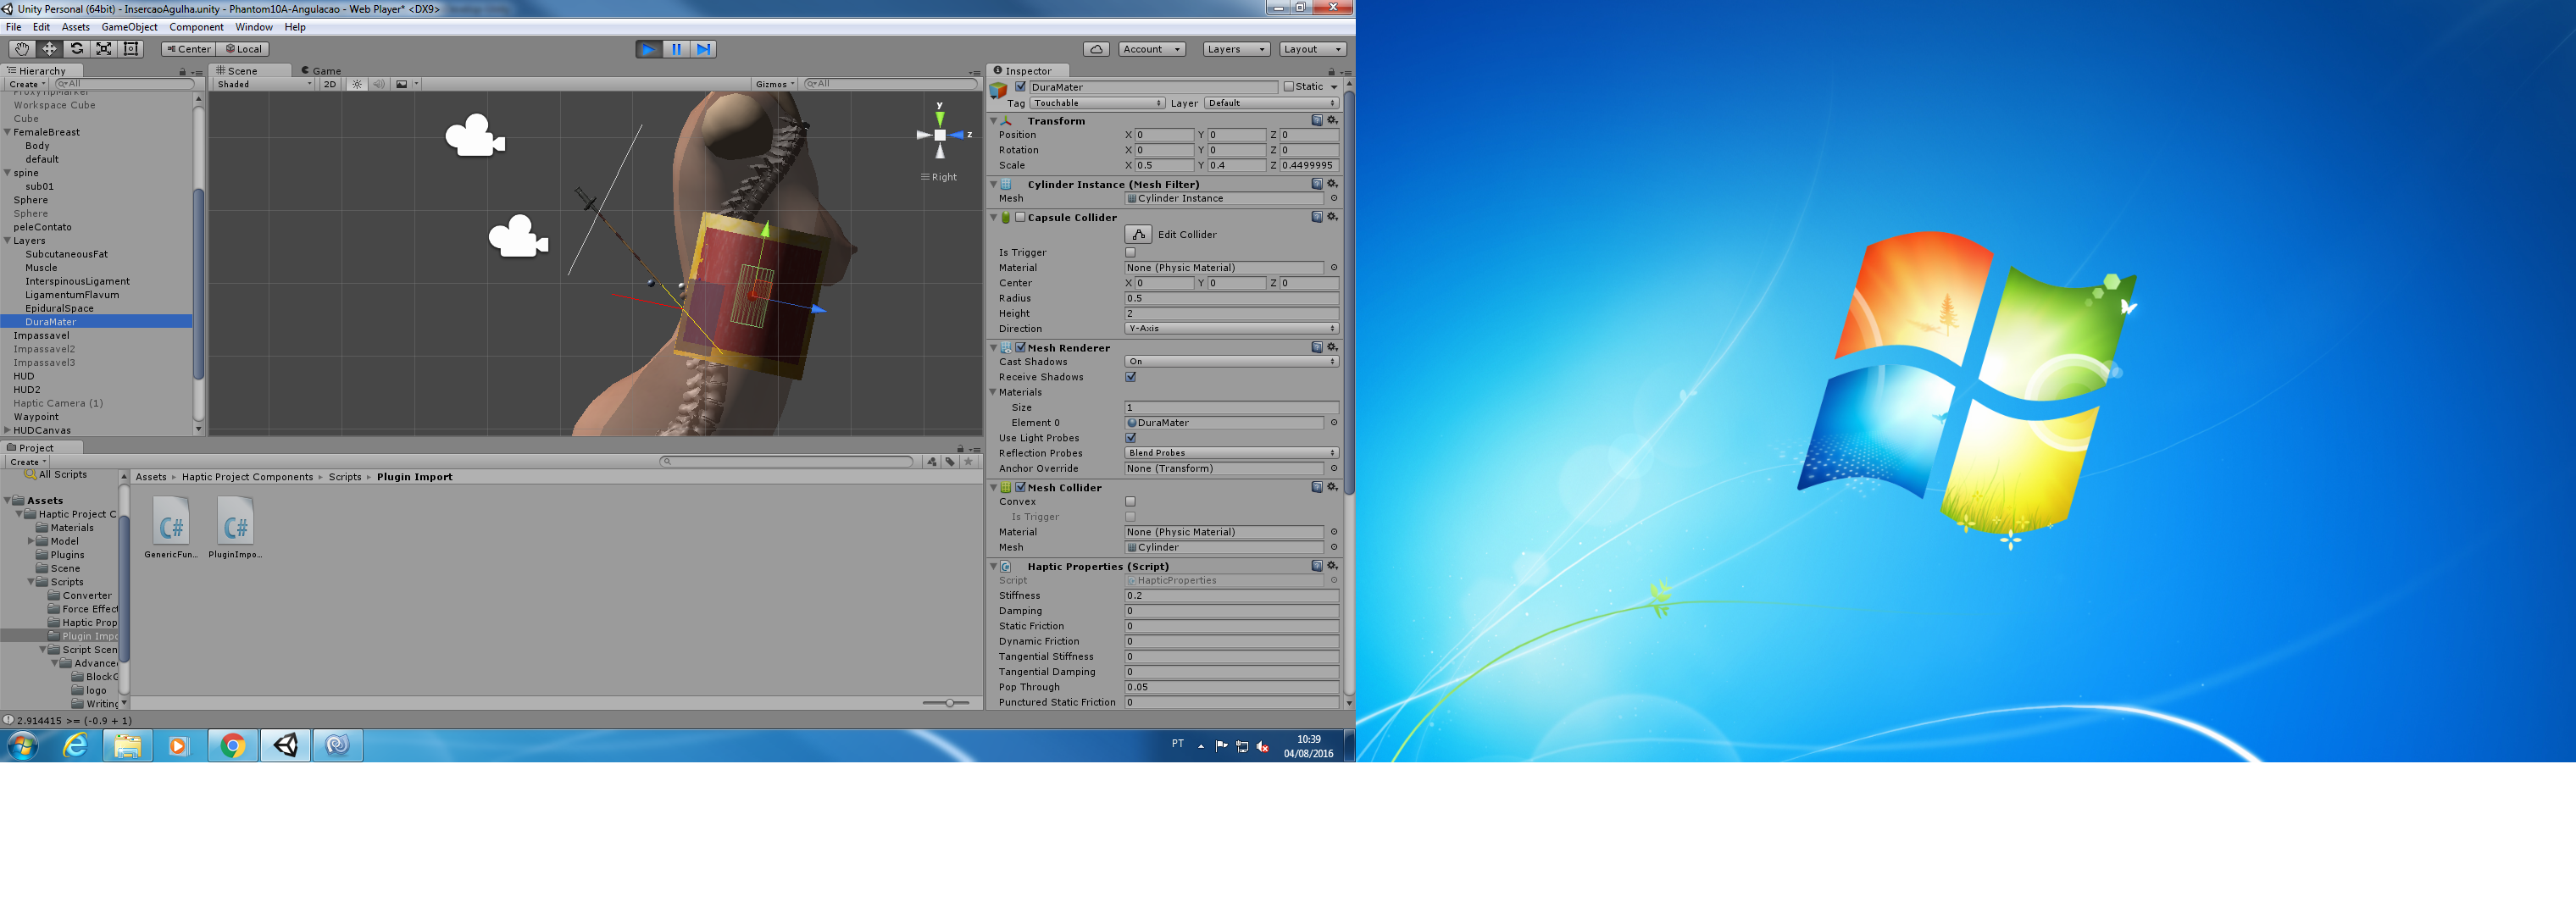 Unity Personal (64bit) - InsercaoAgulha.unity - Phantom10A-Angulacao - Web Player* <DX9>
File Edit Assets GameObject Component Window Help
Center Local
Account Layers Layout
Hierarchy
Create All
ProxyTipMarker
Workspace Cube
Cube
FemaleBreast
Body
default
spine
sub01
Sphere
Sphere
peleContato
Layers
SubcutaneousFat
Muscle
InterspinousLigament
LigamentumFlavum
EpiduralSpace
DuraMater
Impassavel
Impassavel2
Impassavel3
HUD
HUD2
Haptic Camera (1)
Waypoint
HUDCanvas
Scene Game
Shaded 2D Gizmos All
y
z
Right
Inspector
DuraMater Static
Tag Touchable Layer Default
Transform
Position X 0 Y 0 Z 0
Rotation X 0 Y 0 Z 0
Scale X 0.5 Y 0.4 Z 0.4499995
Cylinder Instance (Mesh Filter)
Mesh Cylinder Instance
Capsule Collider
Edit Collider
Is Trigger
Material None (Physic Material)
Center X 0 Y 0 Z 0
Radius 0.5
Height 2
Direction Y-Axis
Mesh Renderer
Cast Shadows On
Receive Shadows
Materials
Size 1
Element 0 DuraMater
Use Light Probes
Reflection Probes Blend Probes
Anchor Override None (Transform)
Mesh Collider
Convex
Is Trigger
Material None (Physic Material)
Mesh Cylinder
Haptic Properties (Script)
Script HapticProperties
Stiffness 0.2
Damping 0
Static Friction 0
Dynamic Friction 0
Tangential Stiffness 0
Tangential Damping 0
Pop Through 0.05
Punctured Static Friction 0
Project
Create
All Scripts
Assets
Haptic Project C
Materials
Model
Plugins
Scene
Scripts
Converter
Force Effect
Haptic Prop
Plugin Impo
Script Scen
Advance
BlockG
logo
Writing
Assets Haptic Project Components Scripts Plugin Import
C# C#
GenericFun... PluginImpo...
2.914415 >= (-0.9 + 1)
PT
10:39
04/08/2016